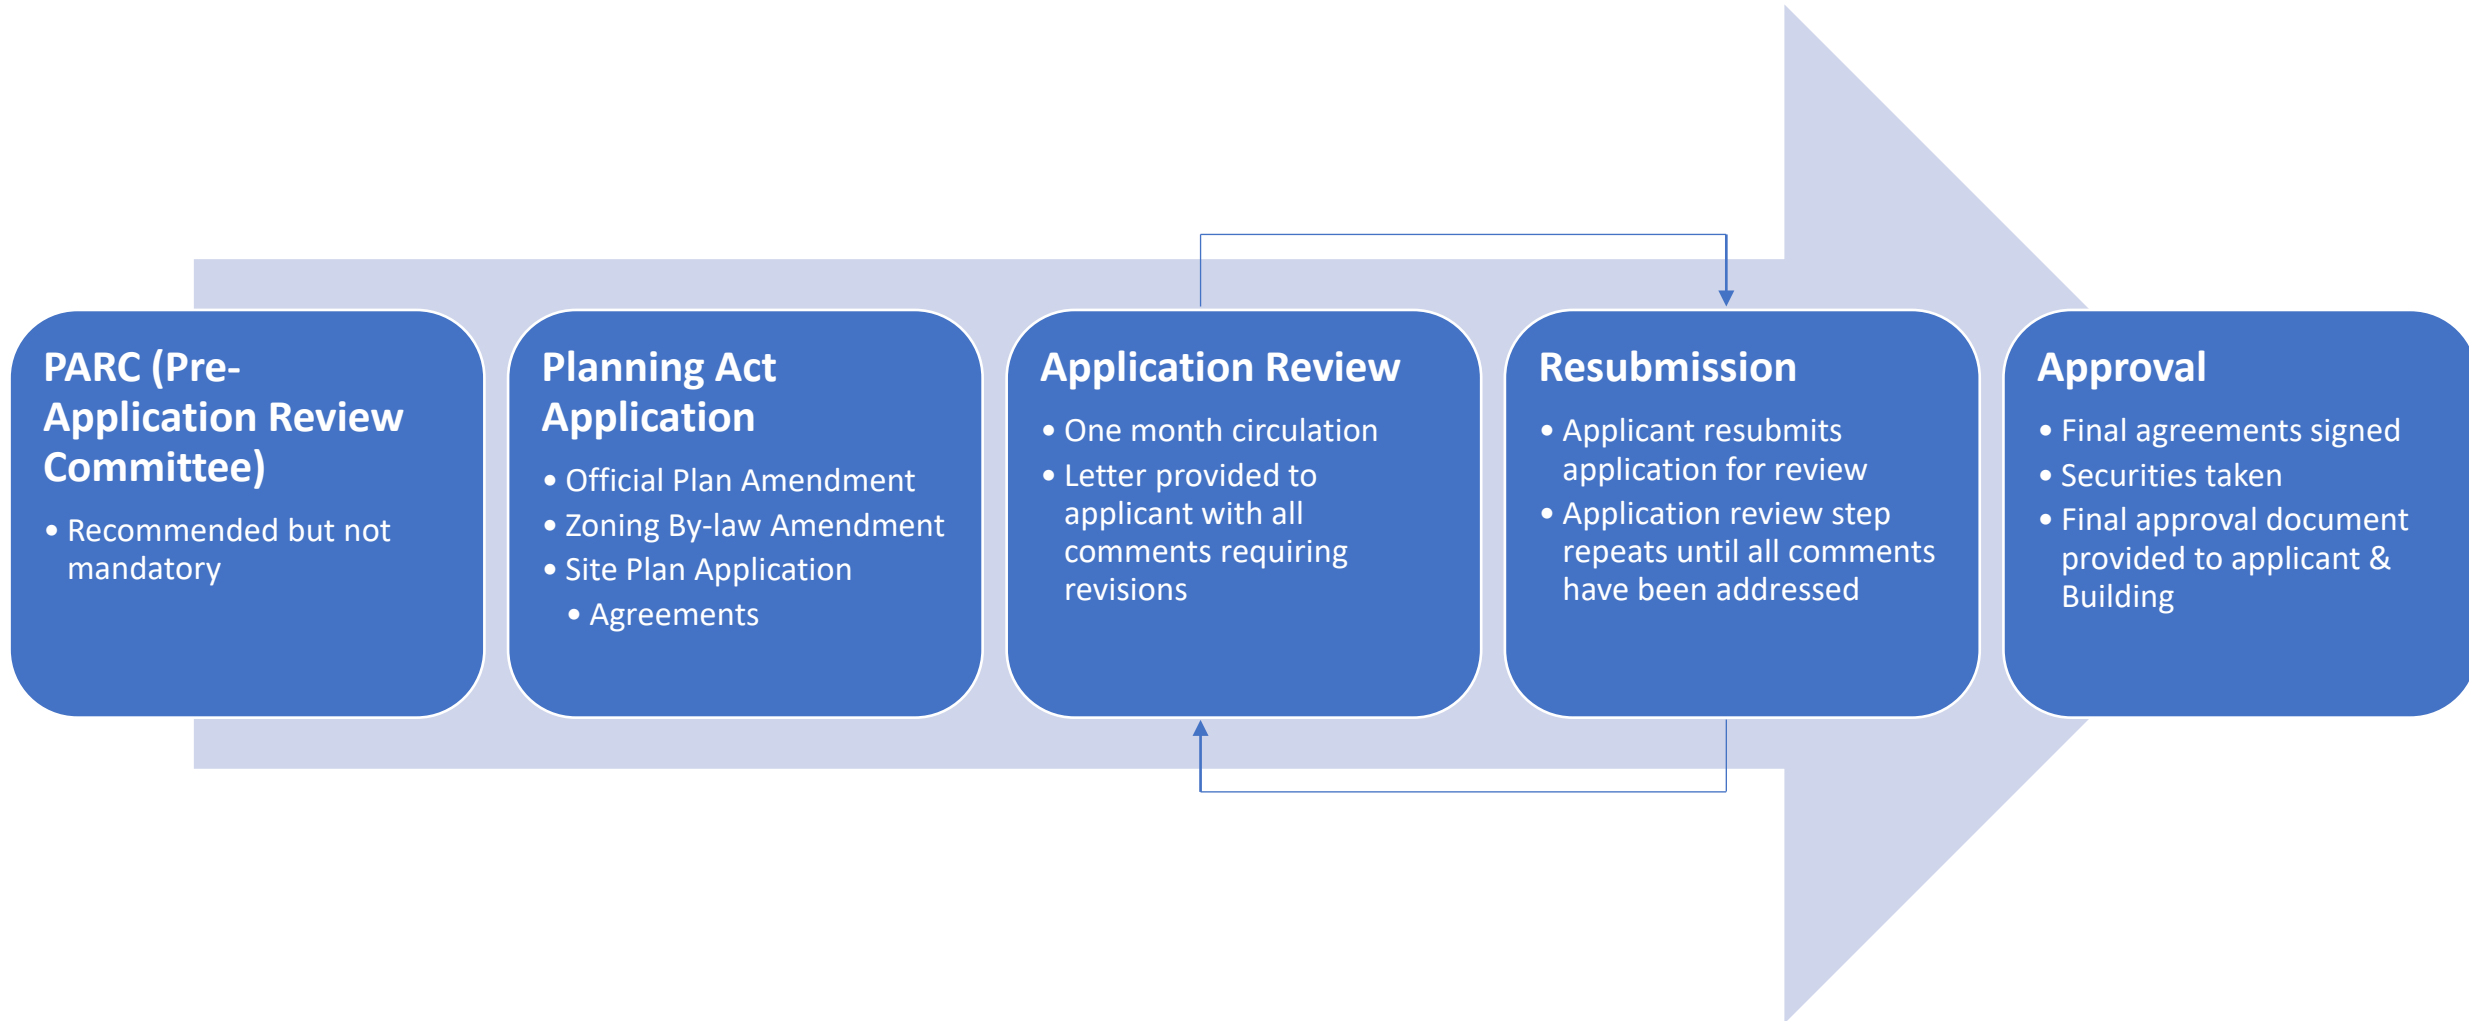 PARC (Pre-
Application Review
Committee)
• Recommended but not
mandatory
Planning Act
Application
• Official Plan Amendment
• Zoning By-law Amendment
• Site Plan Application
• Agreements
Application Review
• One month circulation
• Letter provided to
applicant with all
comments requiring
revisions
Resubmission
• Applicant resubmits
application for review
• Application review step
repeats until all comments
have been addressed
Approval
• Final agreements signed
• Securities taken
• Final approval document
provided to applicant &
Building